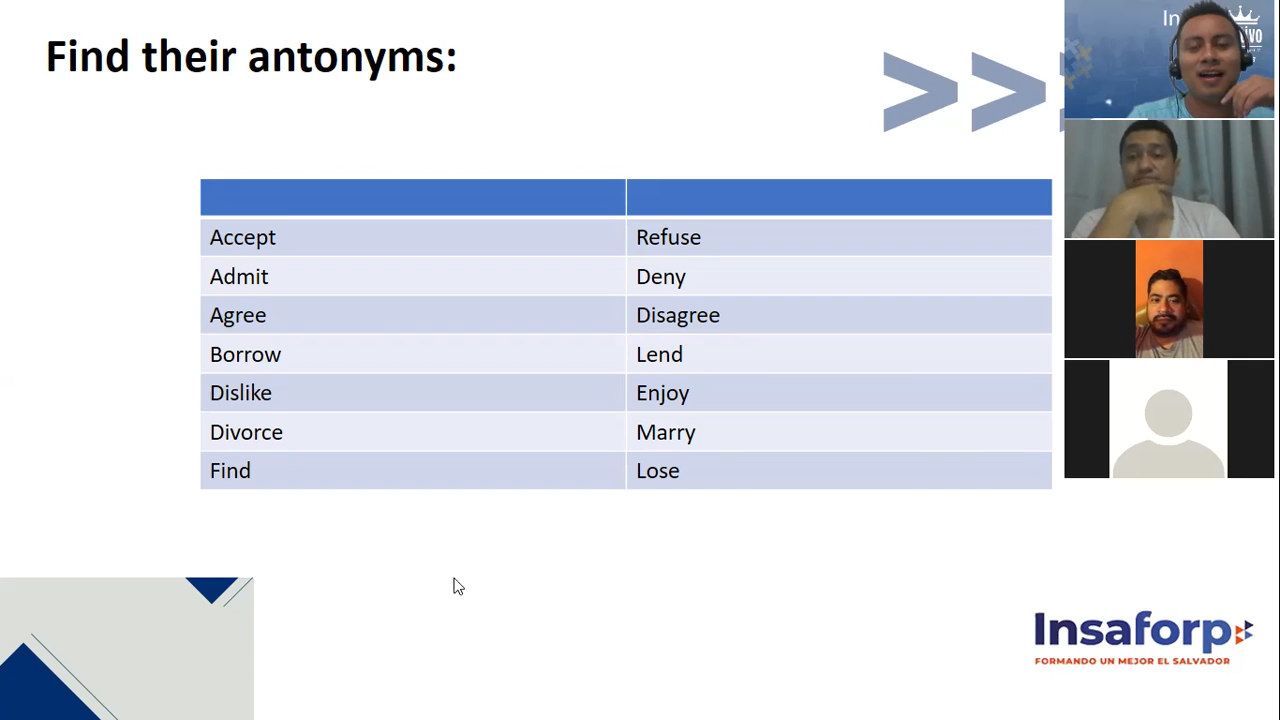 Find their antonyms:
>>
Accept Refuse
Admit Deny
Agree Disagree
Borrow Lend
Dislike Enjoy
Divorce Marry
Find Lose
Insaforp
FORMANDO UN MEJOR EL SALVADOR